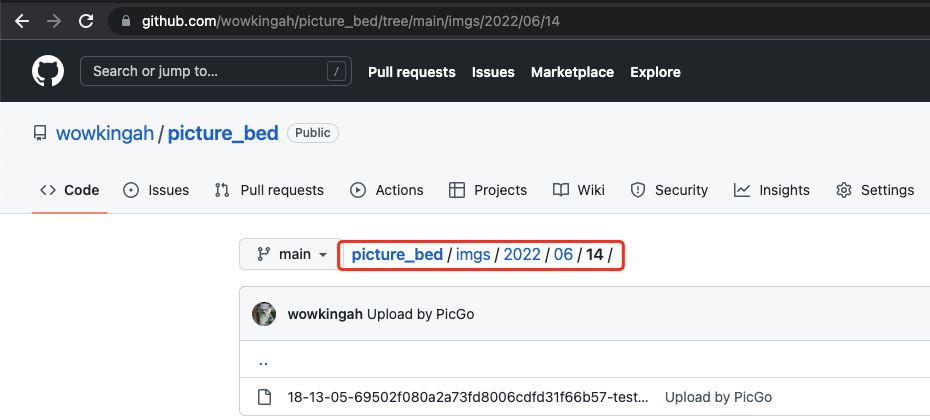 github.com/wowkingah/picture_bed/tree/main/imgs/2022/06/14
Search or jump to... / Pull requests Issues Marketplace Explore
wowkingah / picture_bed Public
Code Issues Pull requests Actions Projects Wiki Security Insights Settings
main picture_bed / imgs / 2022 / 06 / 14 /
wowkingah Upload by PicGo
..
18-13-05-69502f080a2a73fd8006cdfd31f66b57-test... Upload by PicGo